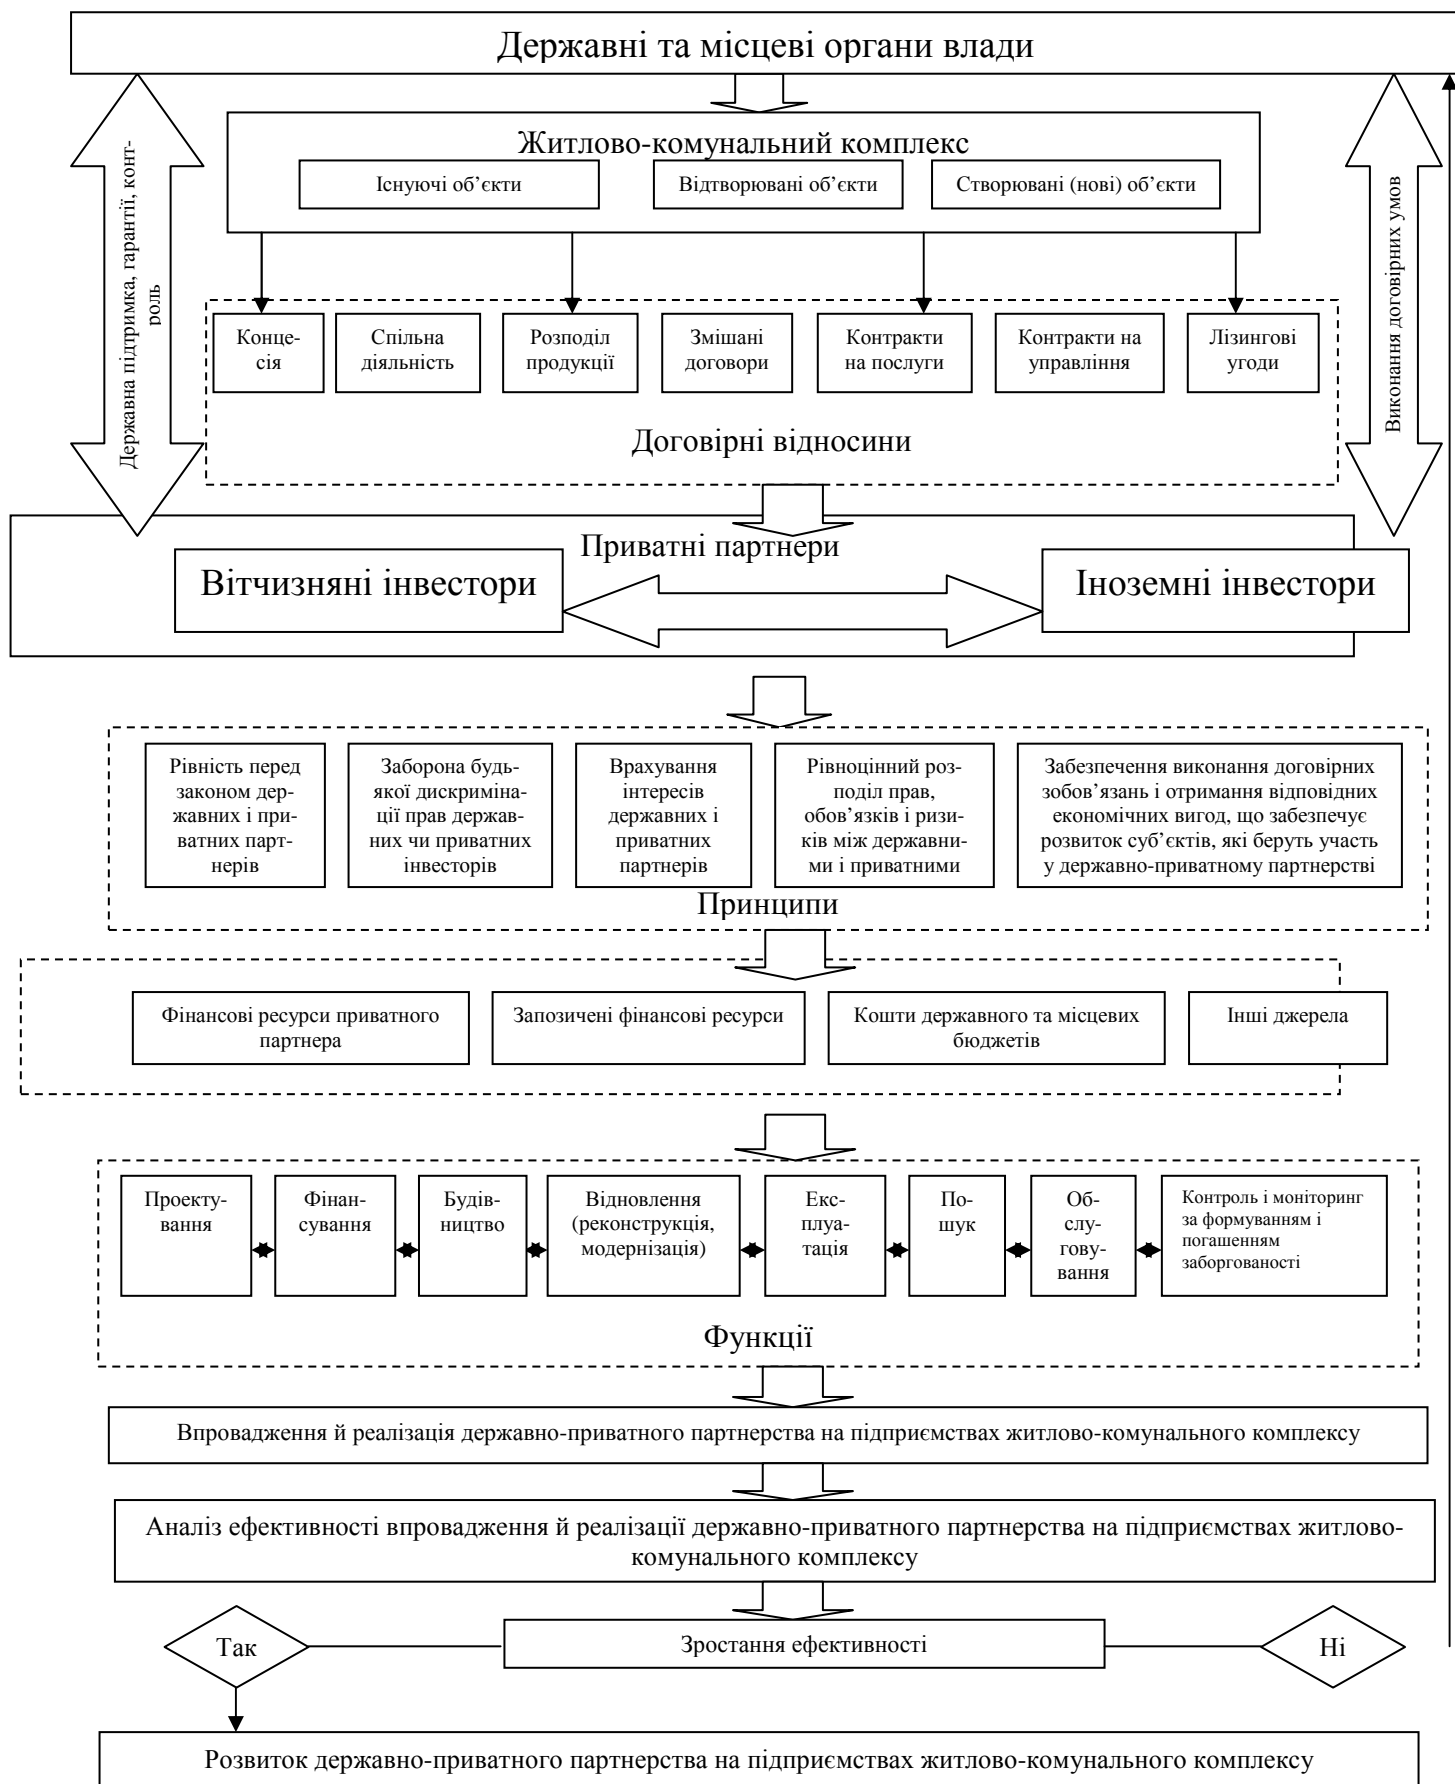 Державні та місцеві органи влади
Житлово-комунальний комплекс
Існуючі об’єкти
Відтворювані об’єкти
Створювані (нові) об’єкти
Державна підтримка, гарантії, конт-
роль
Виконання договірних умов
Конце-
сія
Спільна
діяльність
Розподіл
продукції
Змішані
договори
Контракти
на послуги
Контракти на
управління
Лізингові
угоди
Договірні відносини
Приватні партнери
Вітчизняні інвестори
Іноземні інвестори
Рівність перед
законом дер-
жавних і при-
ватних парт-
нерів
Заборона будь-
якої дискриміна-
ції прав держав-
них чи приватних
інвесторів
Врахування
інтересів
державних і
приватних
партнерів
Рівноцінний роз-
поділ прав,
обов’язків і ризи-
ків між державни-
ми і приватними
Забезпечення виконання договірних
зобов’язань і отримання відповідних
економічних вигод, що забезпечує
розвиток суб’єктів, які беруть участь
у державно-приватному партнерстві
Принципи
Фінансові ресурси приватного
партнера
Запозичені фінансові ресурси
Кошти державного та місцевих
бюджетів
Інші джерела
Проекту-
вання
Фінан-
сування
Будів-
ництво
Відновлення
(реконструкція,
модернізація)
Екс-
плуа-
тація
По-
шук
Об-
слу-
гову-
вання
Контроль і моніторинг
за формуванням і
погашенням
заборгованості
Функції
Впровадження й реалізація державно-приватного партнерства на підприємствах житлово-комунального комплексу
Аналіз ефективності впровадження й реалізації державно-приватного партнерства на підприємствах житлово-
комунального комплексу
Так
Зростання ефективності
Ні
Розвиток державно-приватного партнерства на підприємствах житлово-комунального комплексу